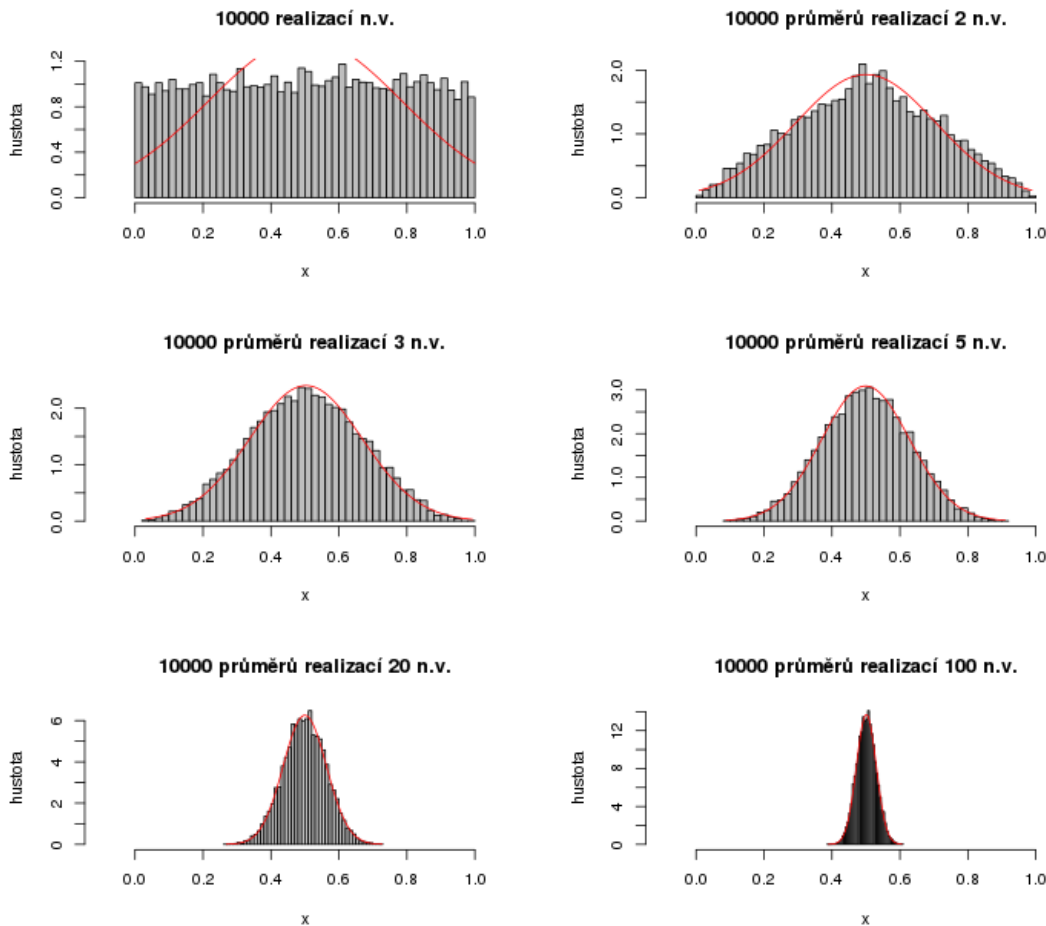 10000 realizací n.v.
hustota
0.0 0.4 0.8 1.2
0.0 0.2 0.4 0.6 0.8 1.0
x
10000 průměrů realizací 2 n.v.
hustota
0.0 1.0 2.0
0.0 0.2 0.4 0.6 0.8 1.0
x
10000 průměrů realizací 3 n.v.
hustota
0.0 1.0 2.0
0.0 0.2 0.4 0.6 0.8 1.0
x
10000 průměrů realizací 5 n.v.
hustota
0.0 1.0 2.0 3.0
0.0 0.2 0.4 0.6 0.8 1.0
x
10000 průměrů realizací 20 n.v.
hustota
0 2 4 6
0.0 0.2 0.4 0.6 0.8 1.0
x
10000 průměrů realizací 100 n.v.
hustota
0 4 8 12
0.0 0.2 0.4 0.6 0.8 1.0
x